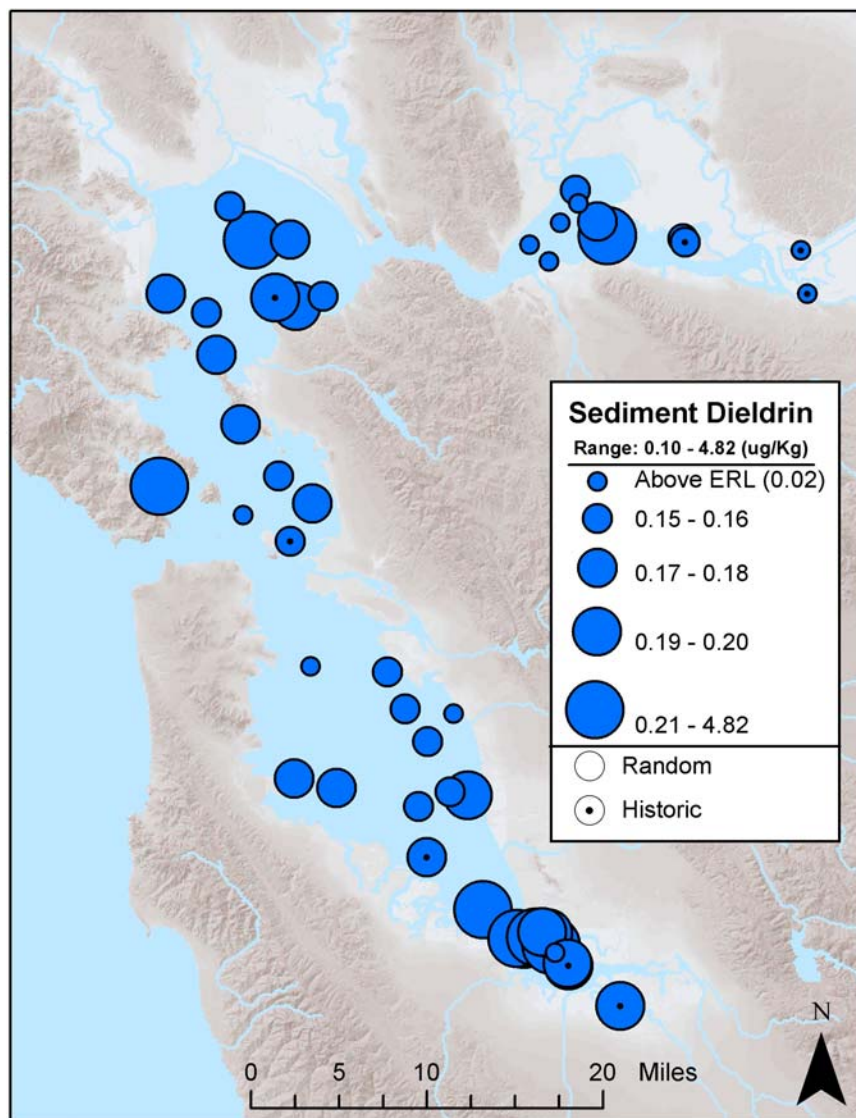 Sediment Dieldrin
Range: 0.10 - 4.82 (ug/Kg)
Above ERL (0.02)
0.15 - 0.16
0.17 - 0.18
0.19 - 0.20
0.21 - 4.82
Random
Historic
N
0 5 10 20 Miles